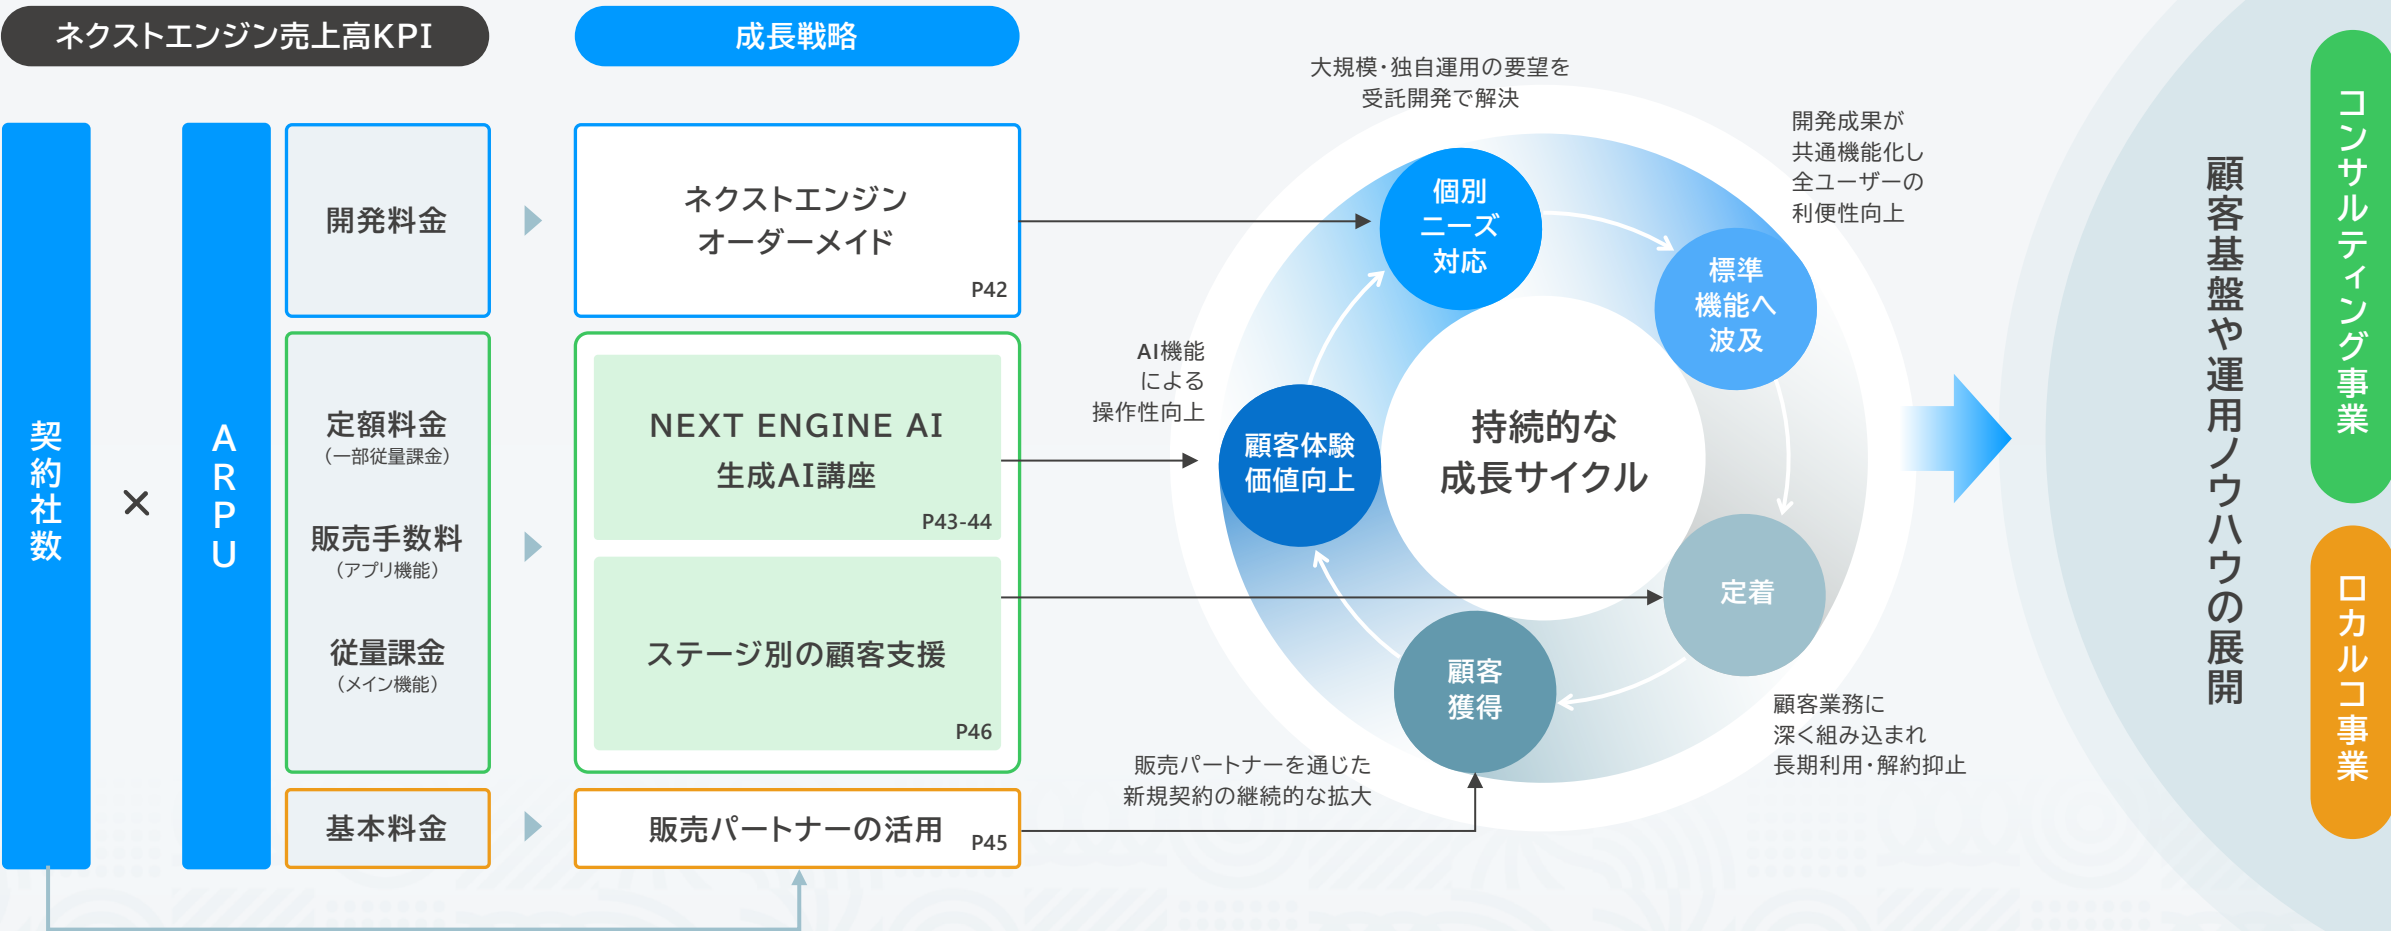 ネクストエンジン売上高KPI
成長戦略
契約社数
×
ARPU
開発料金
ネクストエンジン
オーダーメイド
P42
定額料金
（一部従量課金）
販売手数料
（アプリ機能）
従量課金
（メイン機能）
NEXT ENGINE AI
生成AI講座
P43-44
ステージ別の顧客支援
P46
基本料金
販売パートナーの活用
P45
大規模・独自運用の要望を
受託開発で解決
個別
ニーズ
対応
開発成果が
共通機能化し
全ユーザーの
利便性向上
標準
機能へ
波及
AI機能
による
操作性向上
顧客体験
価値向上
持続的な
成長サイクル
定着
顧客業務に
深く組み込まれ
長期利用・解約抑止
顧客
獲得
販売パートナーを通じた
新規契約の継続的な拡大
顧客基盤や運用ノウハウの展開
コンサルティング事業
ロカルコ事業